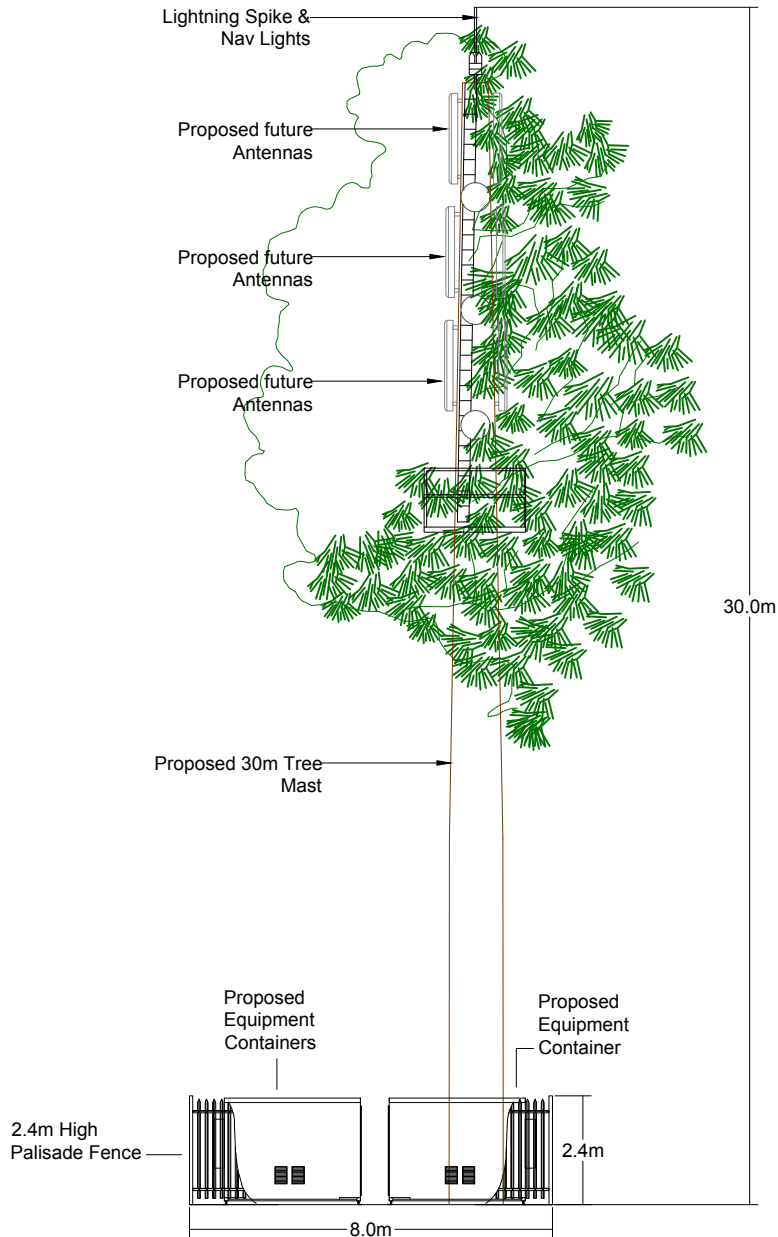 Lightning Spike &
Nav Lights
Proposed future
Antennas
Proposed future
Antennas
Proposed future
Antennas
30.0m
Proposed 30m Tree
Mast
Proposed
Equipment
Containers
Proposed
Equipment
Container
2.4m High
Palisade Fence
2.4m
8.0m